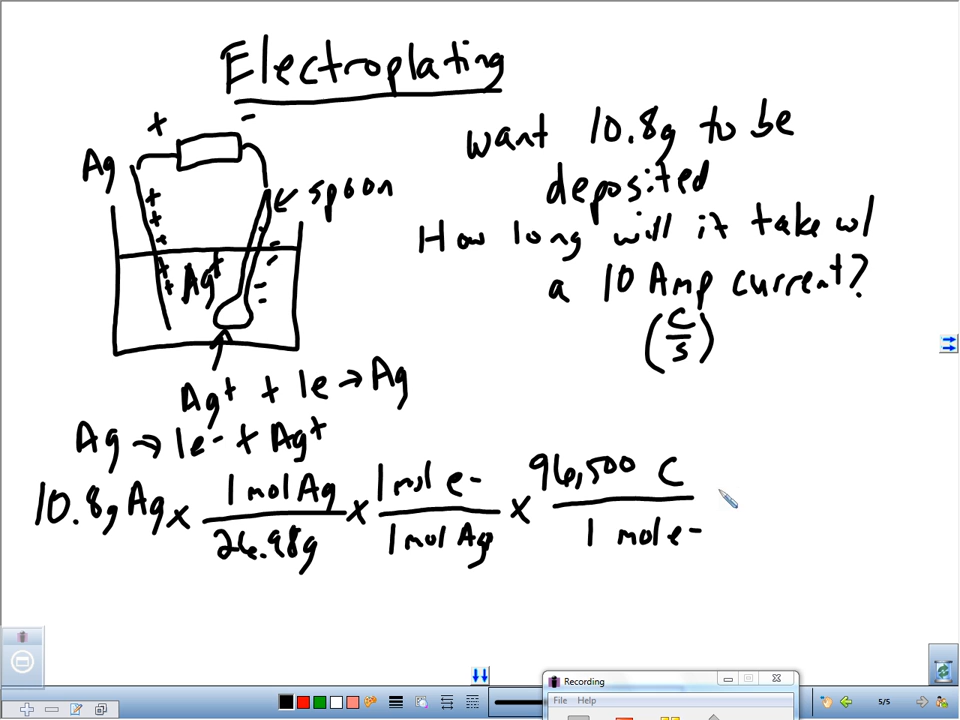 Electroplating
+ -
Ag
spoon
Ag+
Ag+ + 1e → Ag
Ag → 1e- + Ag+
want 10.8g to be
deposited
How long will it take w/
a 10 Amp current?
(C/s)
10.8g Ag x 1 mol Ag / 26.98g x 1 mol e- / 1 mol Ag x 96,500 C / 1 mol e-
Recording
File Help
5/5